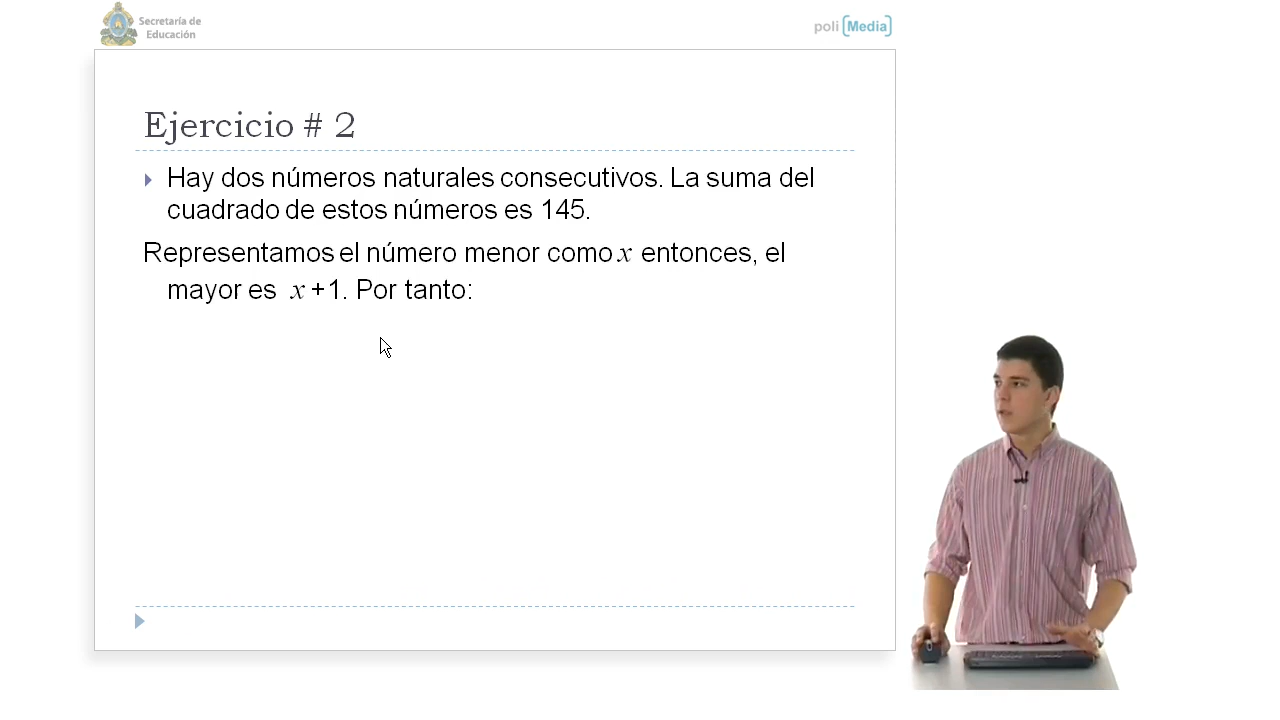 Secretaría de
Educación
poli [Media]
Ejercicio # 2
Hay dos números naturales consecutivos. La suma del
cuadrado de estos números es 145.
Representamos el número menor como x entonces, el
mayor es x +1. Por tanto: